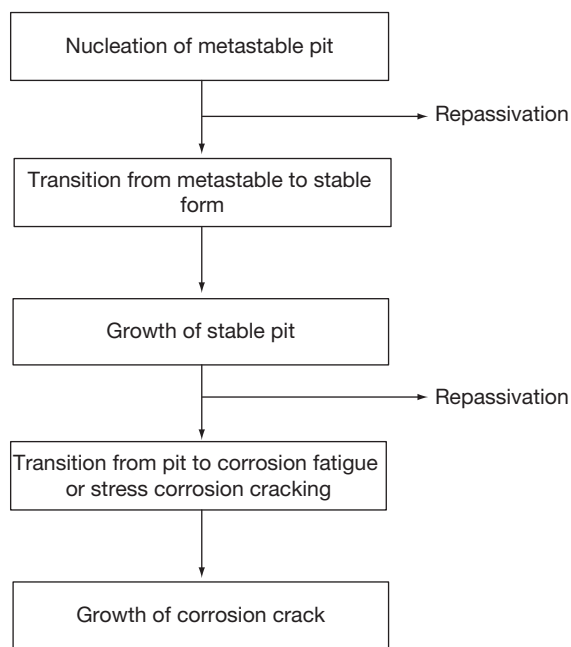 Nucleation of metastable pit
Repassivation
Transition from metastable to stable
form
Growth of stable pit
Repassivation
Transition from pit to corrosion fatigue
or stress corrosion cracking
Growth of corrosion crack